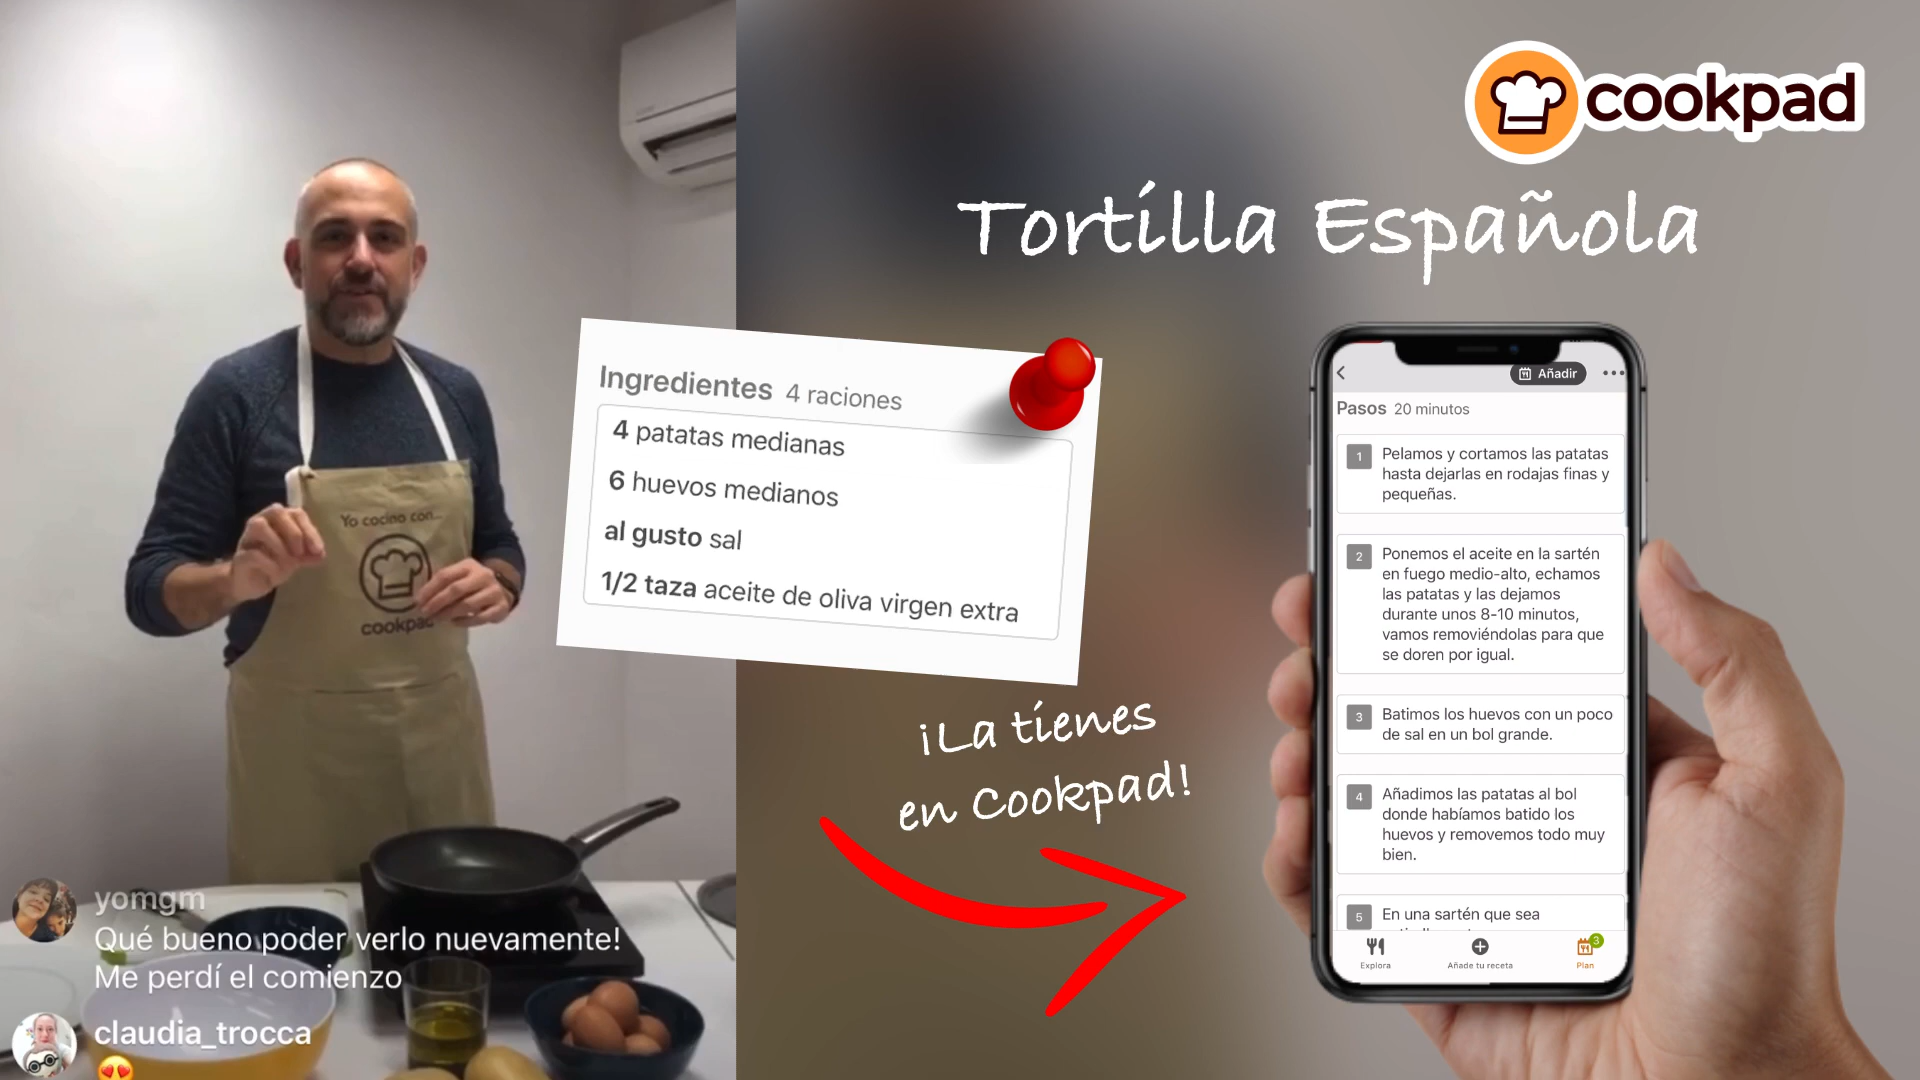 cookpad
Tortilla Española
Ingredientes 4 raciones
4 patatas medianas
6 huevos medianos
al gusto sal
1/2 taza aceite de oliva virgen extra
¡La tienes
en Cookpad!
Yo cocino con...
cookpad
yomgm
Qué bueno poder verlo nuevamente!
Me perdí el comienzo
claudia_trocca
Añadir
Pasos 20 minutos
1 Pelamos y cortamos las patatas
hasta dejarlas en rodajas finas y
pequeñas.
2 Ponemos el aceite en la sartén
en fuego medio-alto, echamos
las patatas y las dejamos
durante unos 8-10 minutos,
vamos removiéndolas para que
se doren por igual.
3 Batimos los huevos con un poco
de sal en un bol grande.
4 Añadimos las patatas al bol
donde habíamos batido los
huevos y removemos todo muy
bien.
5 En una sartén que sea
3
Explora Añade tu receta Plan